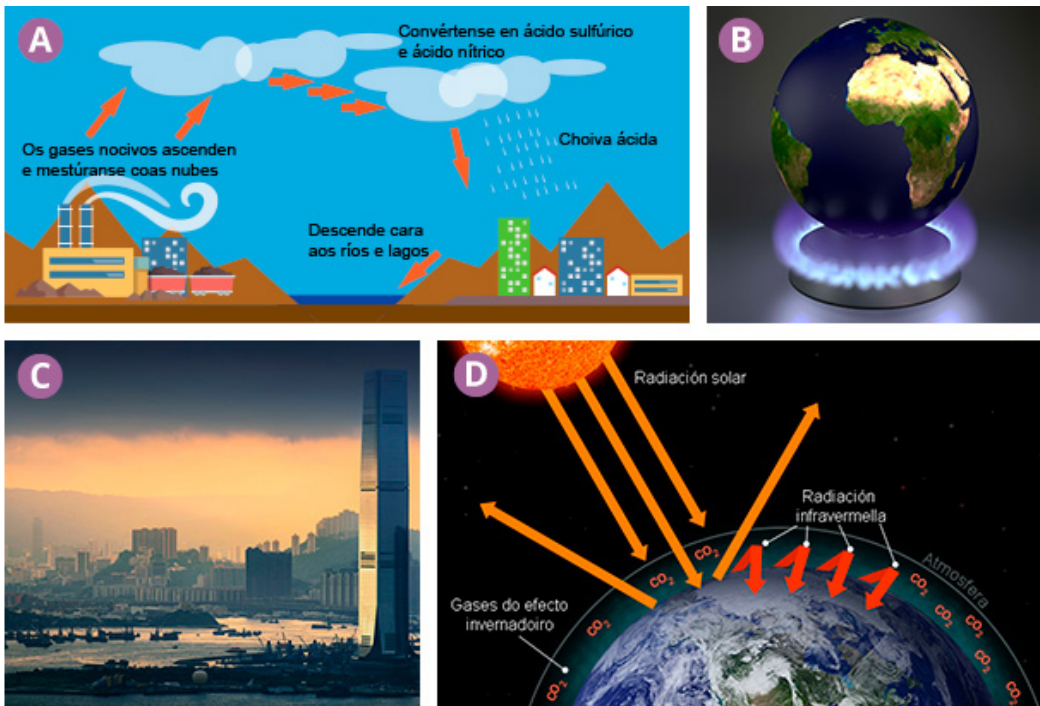 A
Convértense en ácido sulfúrico
e ácido nítrico
Os gases nocivos ascenden
e mestúranse coas nubes
Choiva ácida
Descende cara
aos ríos e lagos
B
C
D
Radiación solar
Radiación
infravermella
Atmosfera
Gases do efecto
invernadoiro
CO2
CO2
CO2
CO2
CO2
CO2
CO2
CO2
CO2